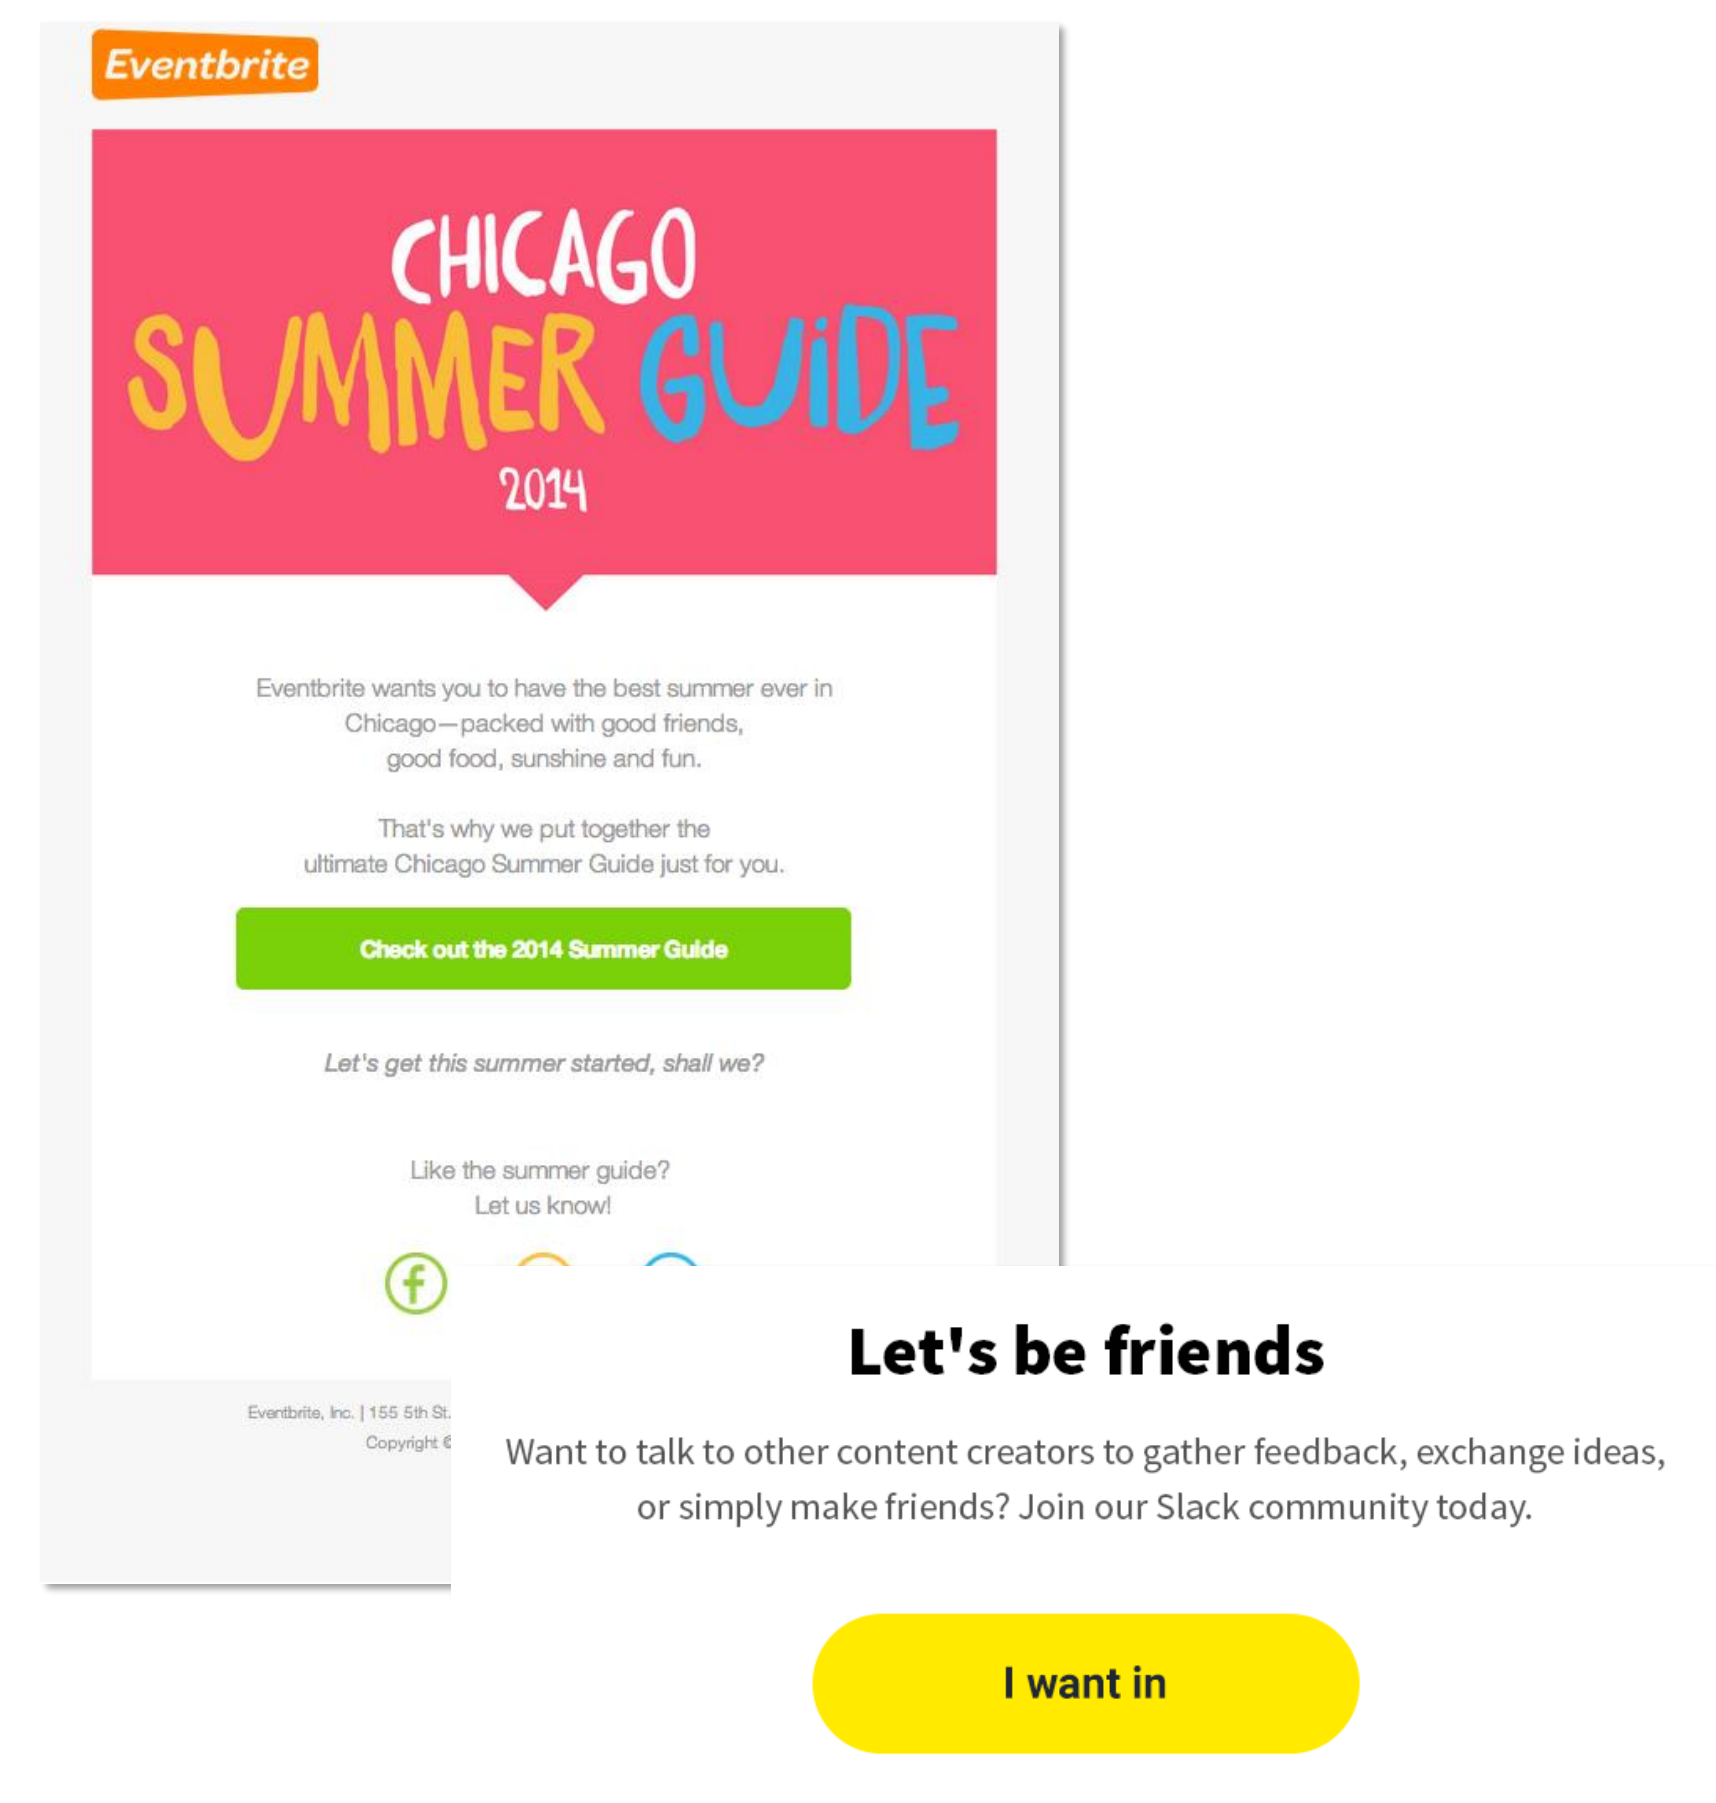 Eventbrite
CHICAGO
SUMMER GUiDE
2014
Eventbrite wants you to have the best summer ever in
Chicago—packed with good friends,
good food, sunshine and fun.
That's why we put together the
ultimate Chicago Summer Guide just for you.
Check out the 2014 Summer Guide
Let's get this summer started, shall we?
Like the summer guide?
Let us know!
f
Eventbrite, Inc. | 155 5th St.
Copyright ©
Let's be friends
Want to talk to other content creators to gather feedback, exchange ideas,
or simply make friends? Join our Slack community today.
I want in